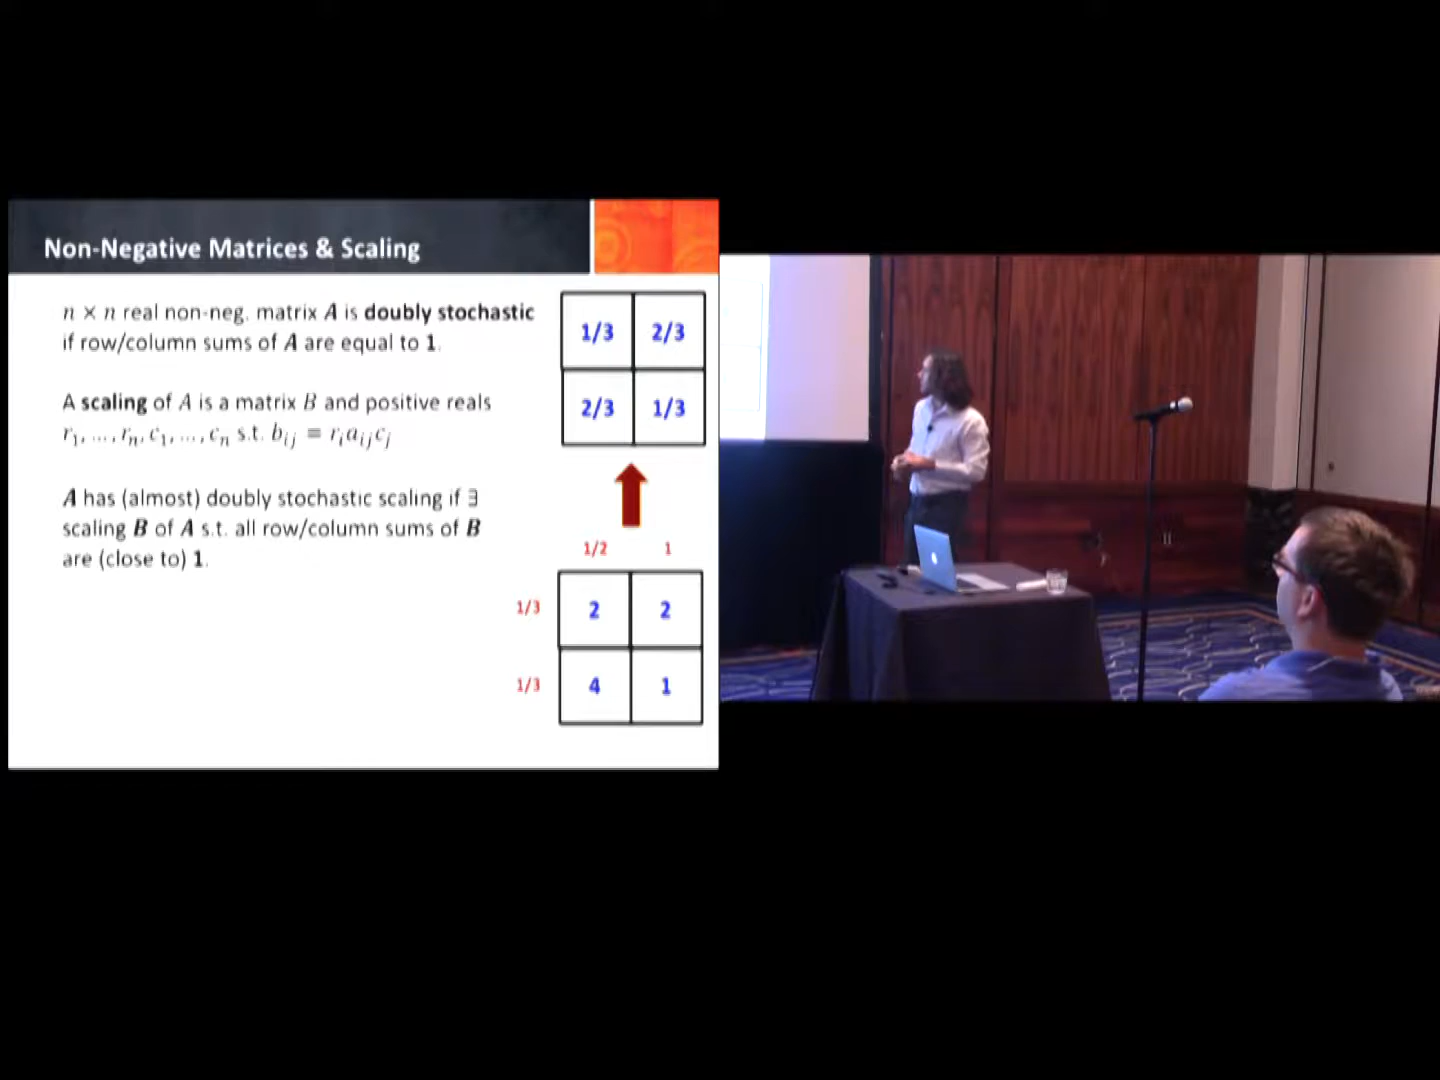 Non-Negative Matrices & Scaling
n × n real non-neg. matrix A is doubly stochastic
if row/column sums of A are equal to 1.
A scaling of A is a matrix B and positive reals
r₁, …, rₙ, c₁, …, cₙ s.t. bᵢⱼ = rᵢaᵢⱼcⱼ
A has (almost) doubly stochastic scaling if ∃
scaling B of A s.t. all row/column sums of B
are (close to) 1.
1/3 2/3
2/3 1/3
1/2 1
1/3 2 2
1/3 4 1